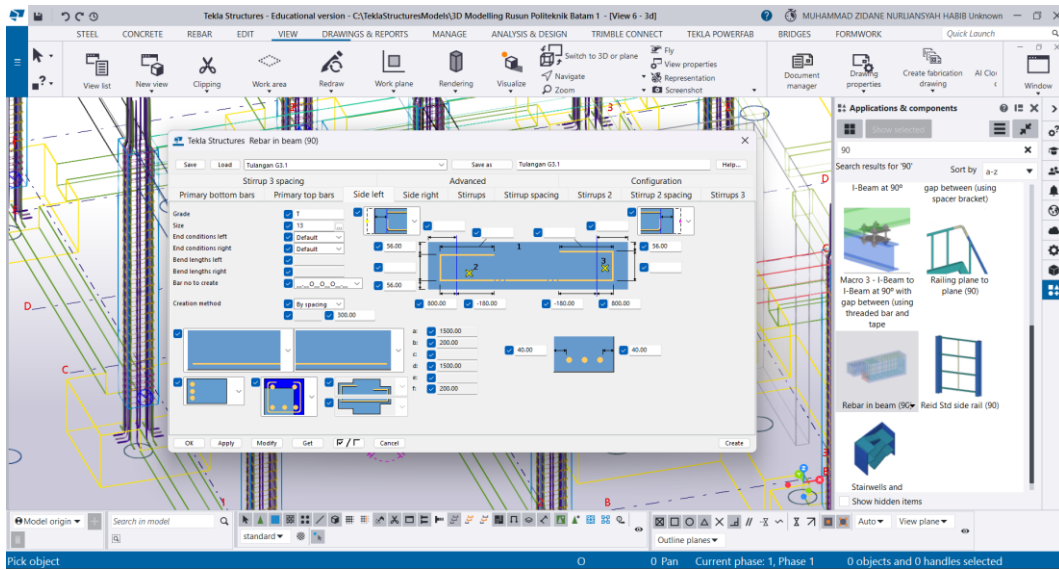 Tekla Structures - Educational version - C:\TeklaStructuresModels\3D Modelling Rusun Politeknik Batam 1 - [View 6 - 3d]
MUHAMMAD ZIDANE NURLIANSYAH HABIB Unknown
STEEL CONCRETE REBAR EDIT VIEW DRAWINGS & REPORTS MANAGE ANALYSIS & DESIGN TRIMBLE CONNECT TEKLA POWERFAB BRIDGES FORMWORK Quick Launch
View list New view Clipping Work area Redraw Work plane Rendering Visualize
Switch to 3D or plane
Navigate
Zoom
Fly
View properties
Representation
Screenshot
Document manager
Drawing properties
Create fabrication drawing
AI Clo
Window
Applications & components
Show selected
90
Search results for '90' Sort by a-z
I-Beam at 90º
gap between (using spacer bracket)
Macro 3 - I-Beam to I-Beam at 90º with gap between (using threaded bar and tape
Railing plane to plane (90)
Rebar in beam (90
Reid Std side rail (90)
Stairwells and
Show hidden items
Tekla Structures Rebar in beam (90)
Save Load Tulangan G3.1 Save as Tulangan G3.1 Help...
Stirrup 3 spacing Advanced Configuration
Primary bottom bars Primary top bars Side left Side right Stirrups Stirrup spacing Stirrups 2 Stirrup 2 spacing Stirrups 3
Grade T
Size 13 ...
End conditions left Default
End conditions right Default
Bend lengths left
Bend lengths right
Bar no to create
Creation method By spacing
300.00
56.00 1 56.00
2 3
56.00
800.00 -180.00 -180.00 800.00
a: 1500.00
b: 200.00
c:
d: 1500.00
e:
f: 200.00
40.00 40.00
OK Apply Modify Get Cancel Create
D
C
B
Model origin
Search in model
standard
Auto View plane
Outline planes
Pick object O 0 Pan Current phase: 1, Phase 1 0 objects and 0 handles selected